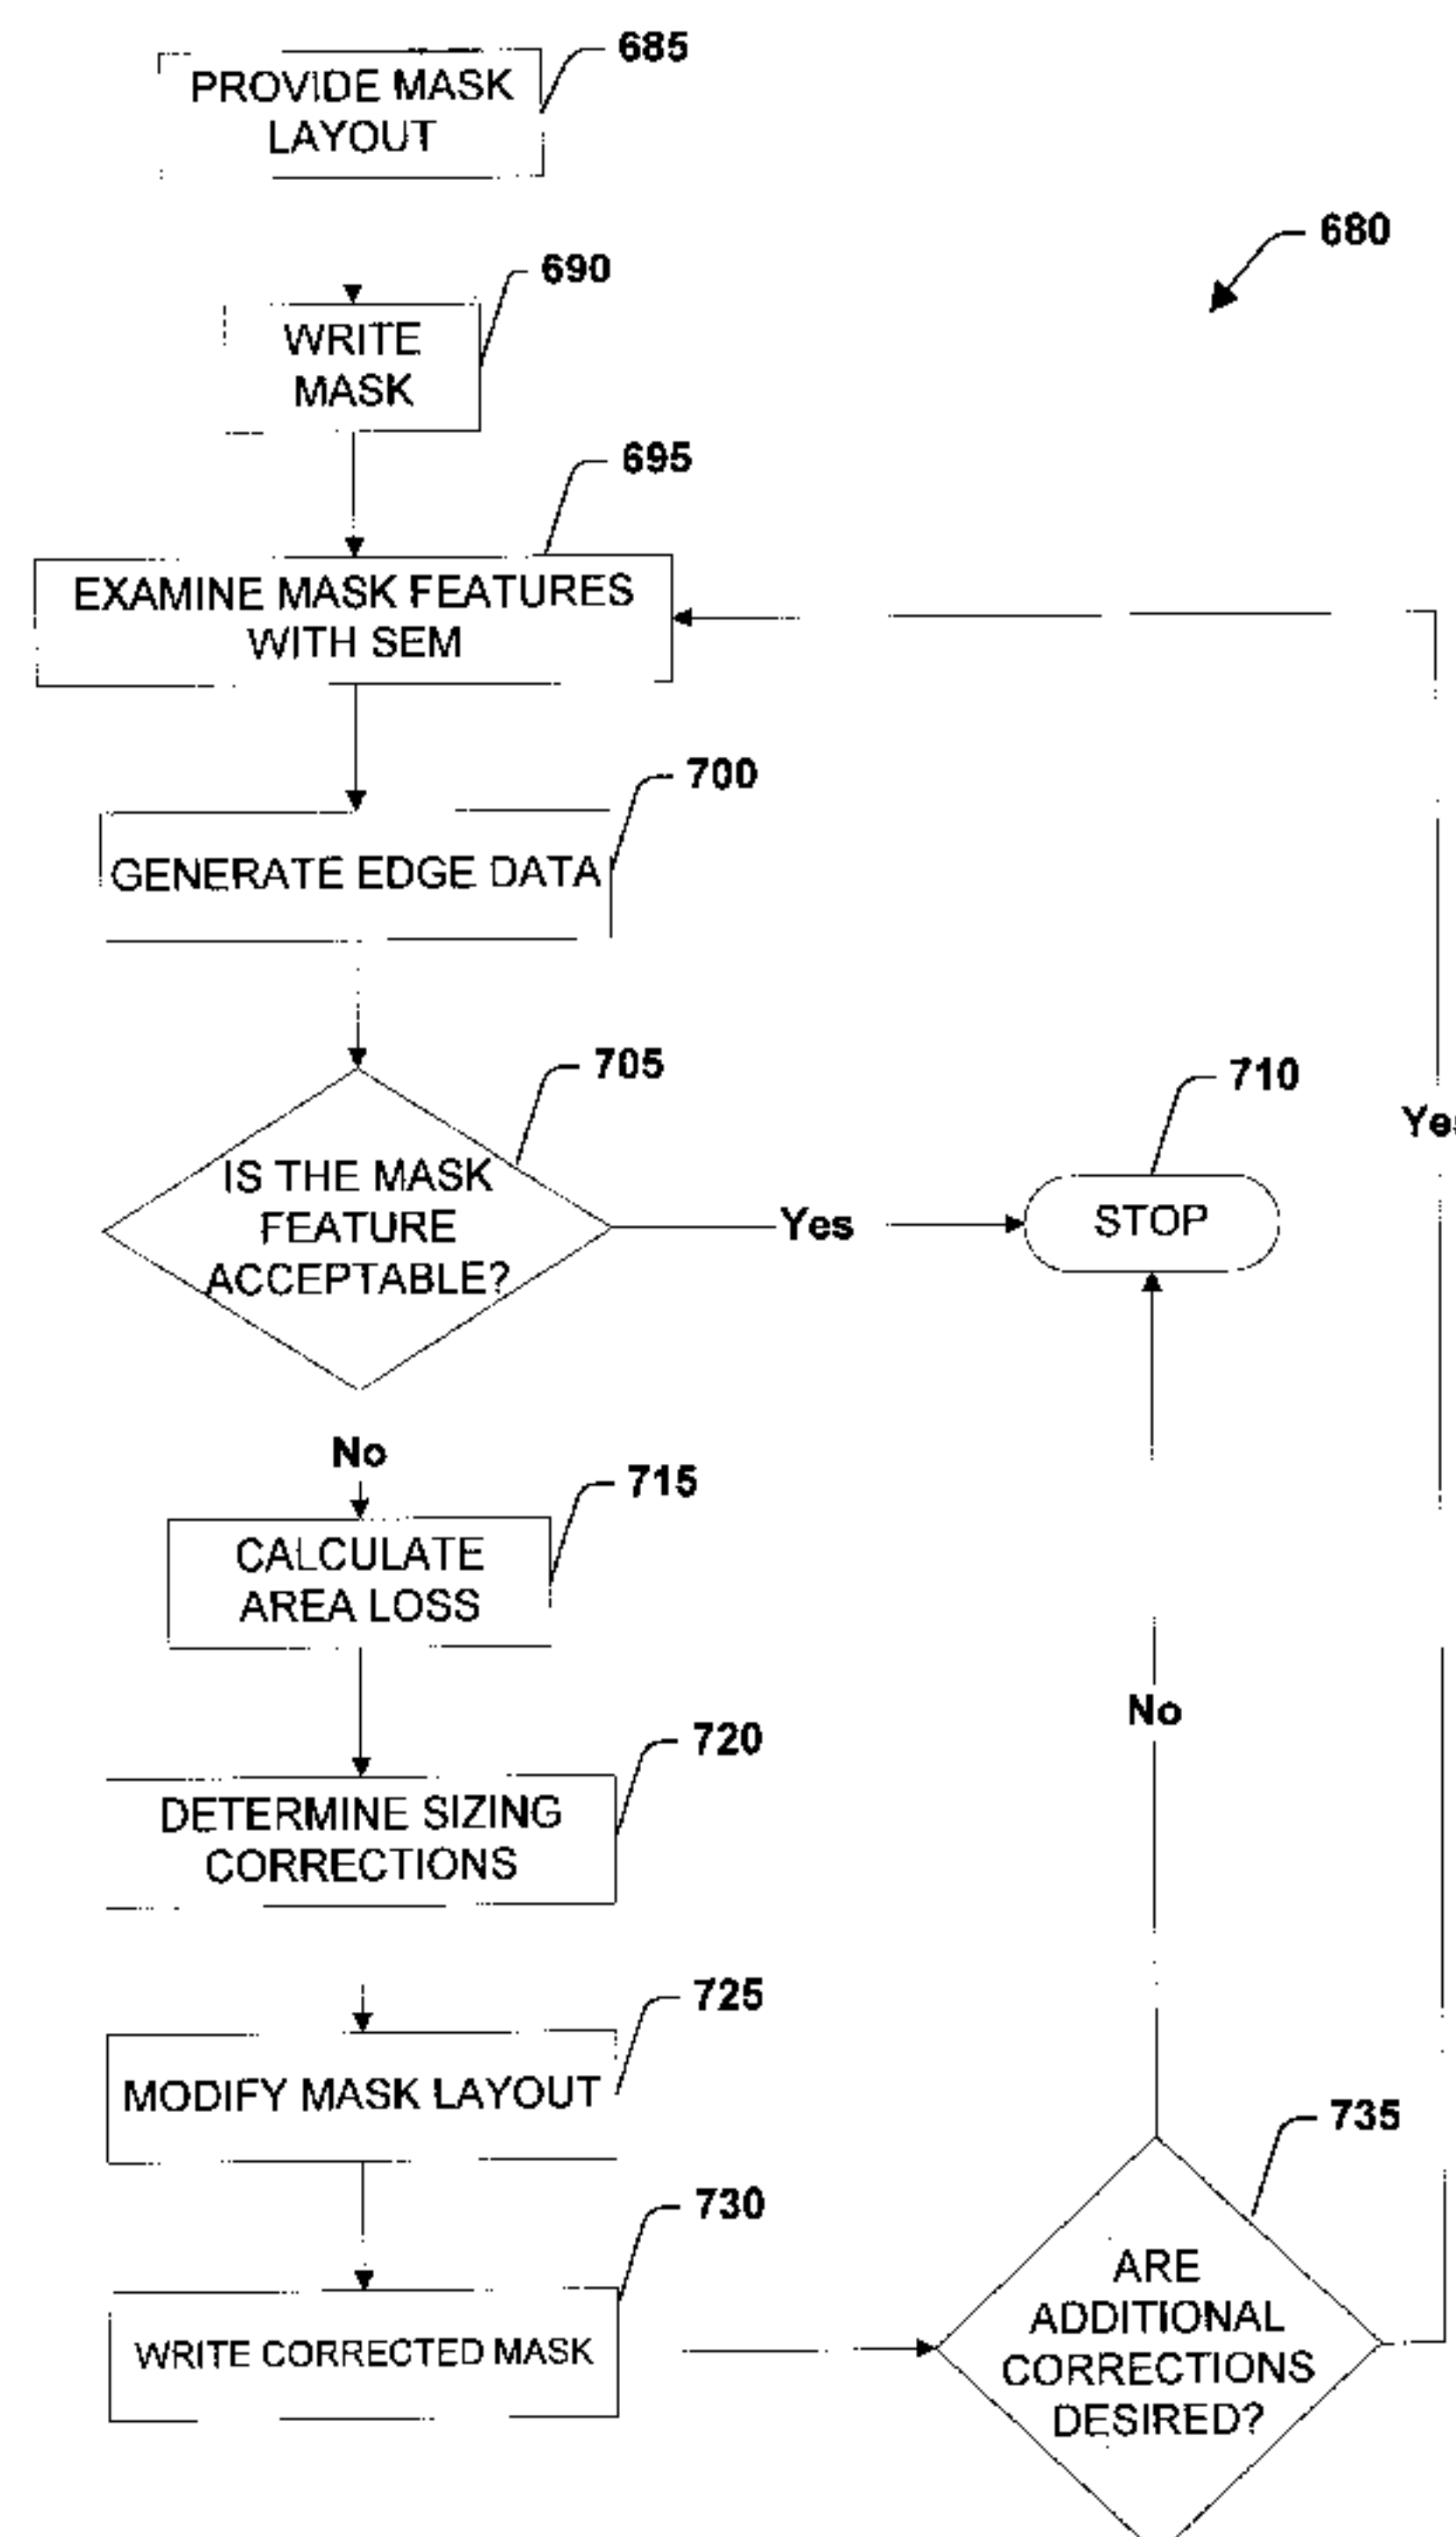 685
PROVIDE MASK
LAYOUT
680
690
WRITE
MASK
695
EXAMINE MASK FEATURES
WITH SEM
700
GENERATE EDGE DATA
705
IS THE MASK
FEATURE
ACCEPTABLE?
Yes
710
STOP
Yes
No
715
CALCULATE
AREA LOSS
720
DETERMINE SIZING
CORRECTIONS
No
725
MODIFY MASK LAYOUT
730
WRITE CORRECTED MASK
735
ARE
ADDITIONAL
CORRECTIONS
DESIRED?